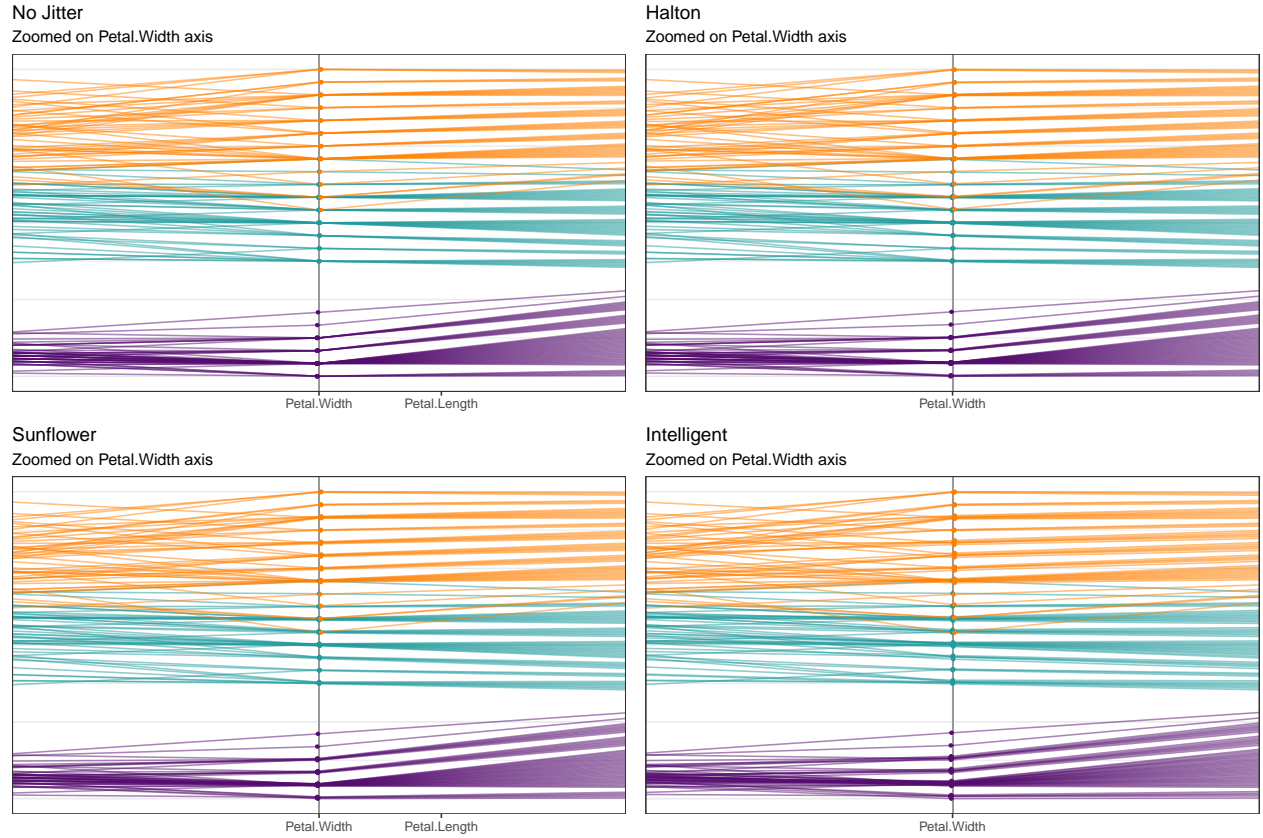 No Jitter
Zoomed on Petal.Width axis
Petal.Width
Petal.Length
Halton
Zoomed on Petal.Width axis
Petal.Width
Sunflower
Zoomed on Petal.Width axis
Petal.Width
Petal.Length
Intelligent
Zoomed on Petal.Width axis
Petal.Width